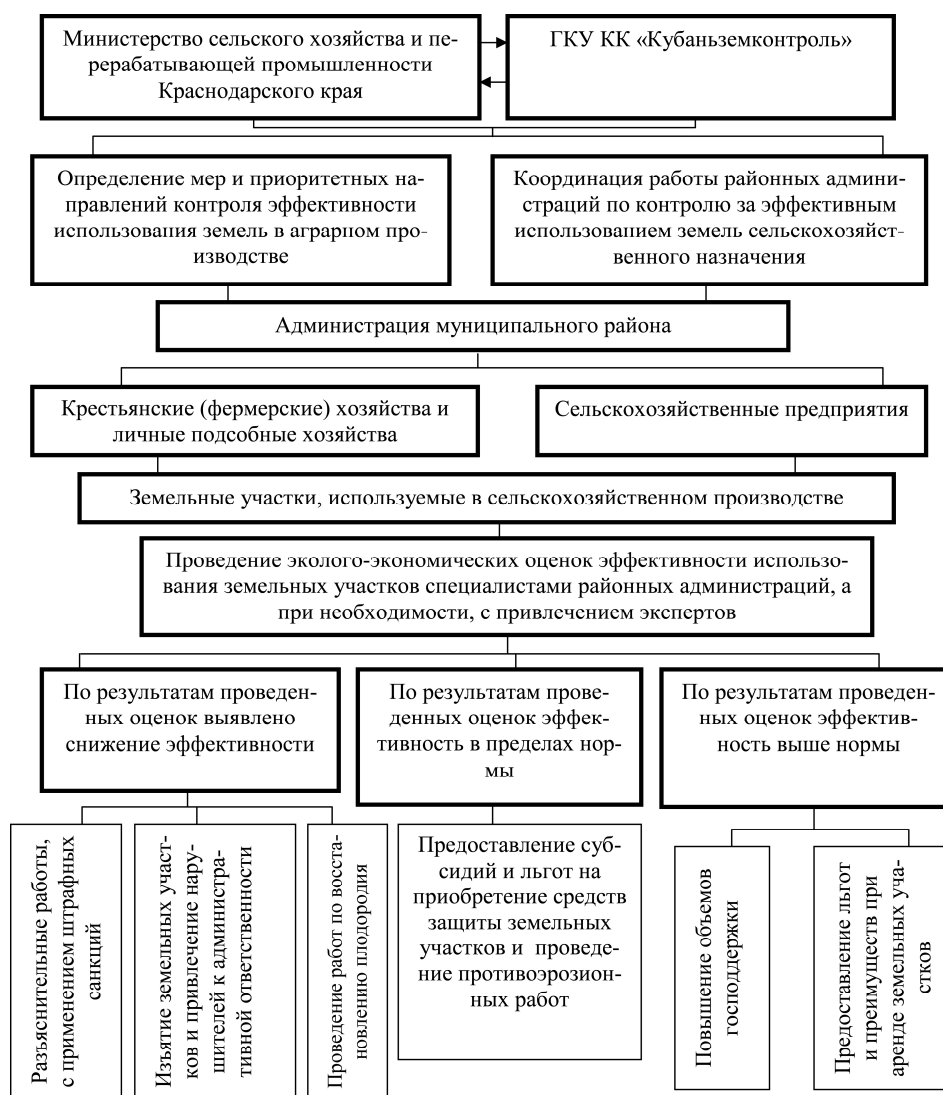 Министерство сельского хозяйства и пе-
рерабатывающей промышленности
Краснодарского края
ГКУ КК «Кубаньземконтроль»
Определение мер и приоритетных на-
правлений контроля эффективности
использования земель в аграрном про-
изводстве
Координация работы районных админи-
страций по контролю за эффективным
использованием земель сельскохозяйст-
венного назначения
Администрация муниципального района
Крестьянские (фермерские) хозяйства и
личные подсобные хозяйства
Сельскохозяйственные предприятия
Земельные участки, используемые в сельскохозяйственном производстве
Проведение эколого-экономических оценок эффективности использо-
вания земельных участков специалистами районных администраций, а
при необходимости, с привлечением экспертов
По результатам проведен-
ных оценок выявлено
снижение эффективности
По результатам прове-
денных оценок эффек-
тивность в пределах нор-
мы
По результатам проведен-
ных оценок эффектив-
ность выше нормы
Разъяснительные работы,
с применением штрафных
санкций
Изъятие земельных участ-
ков и привлечение нару-
шителей к администра-
тивной ответственности
Проведение работ по восста-
новлению плодородия
Предоставление суб-
сидий и льгот на
приобретение средств
защиты земельных
участков и проведе-
ние противоэрозион-
ных работ
Повышение объемов
господдержки
Предоставление льгот
и преимуществ при
аренде земельных уча-
стков